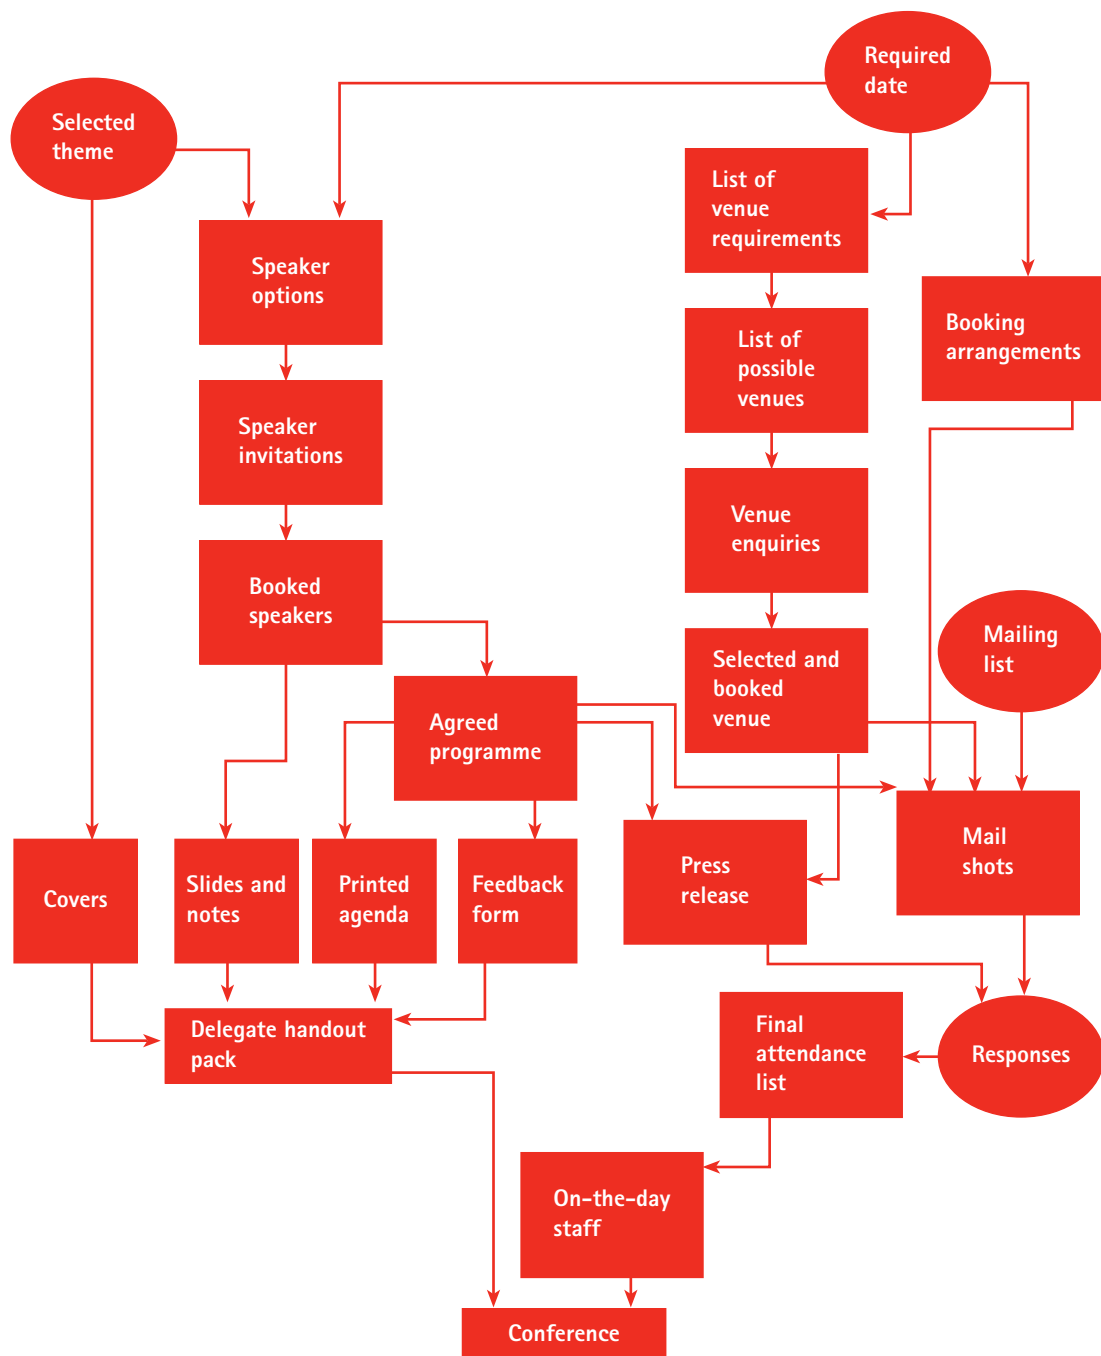 Required
date
Selected
theme
List of
venue
requirements
Speaker
options
Booking
arrangements
List of
possible
venues
Speaker
invitations
Venue
enquiries
Booked
speakers
Mailing
list
Selected and
booked
venue
Agreed
programme
Mail
shots
Press
release
Covers
Slides and
notes
Printed
agenda
Feedback
form
Delegate handout
pack
Final
attendance
list
Responses
On-the-day
staff
Conference